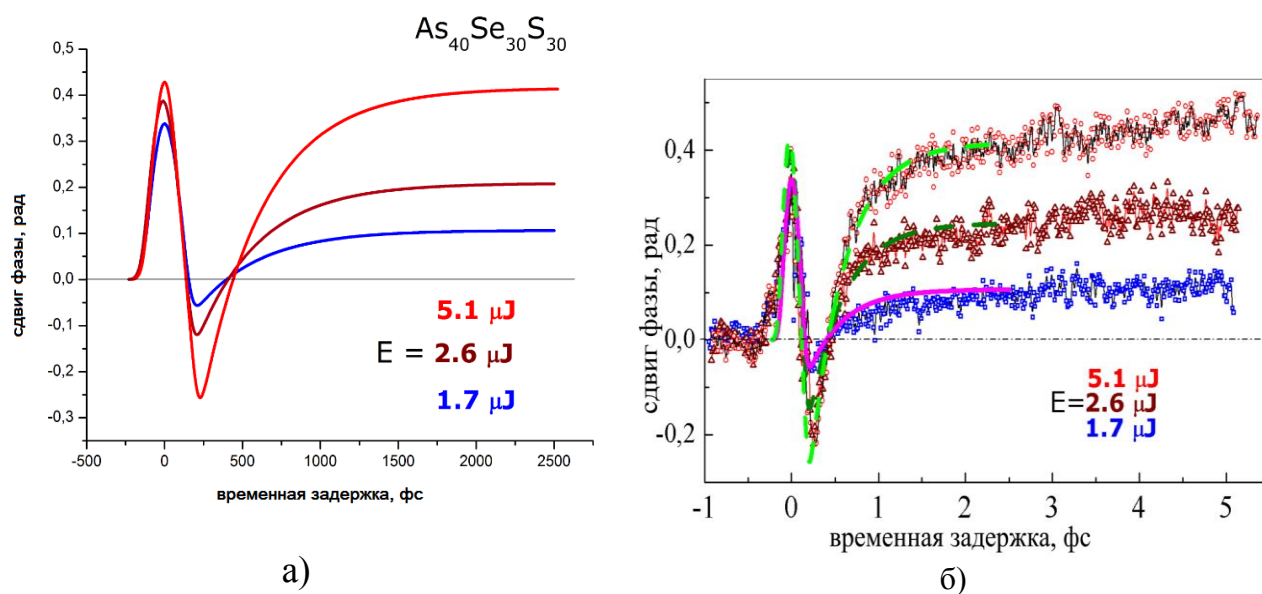 As40Se30S30
0,5
0,4
0,3
0,2
0,1
0,0
-0,1
-0,2
-0,3
сдвиг фазы, рад
5.1 μJ
E = 2.6 μJ
1.7 μJ
-500 0 500 1000 1500 2000 2500
временная задержка, фс
а)
0,4
0,2
0,0
-0,2
сдвиг фазы, рад
5.1 μJ
E=2.6 μJ
1.7 μJ
-1 0 1 2 3 4 5
временная задержка, фс
б)